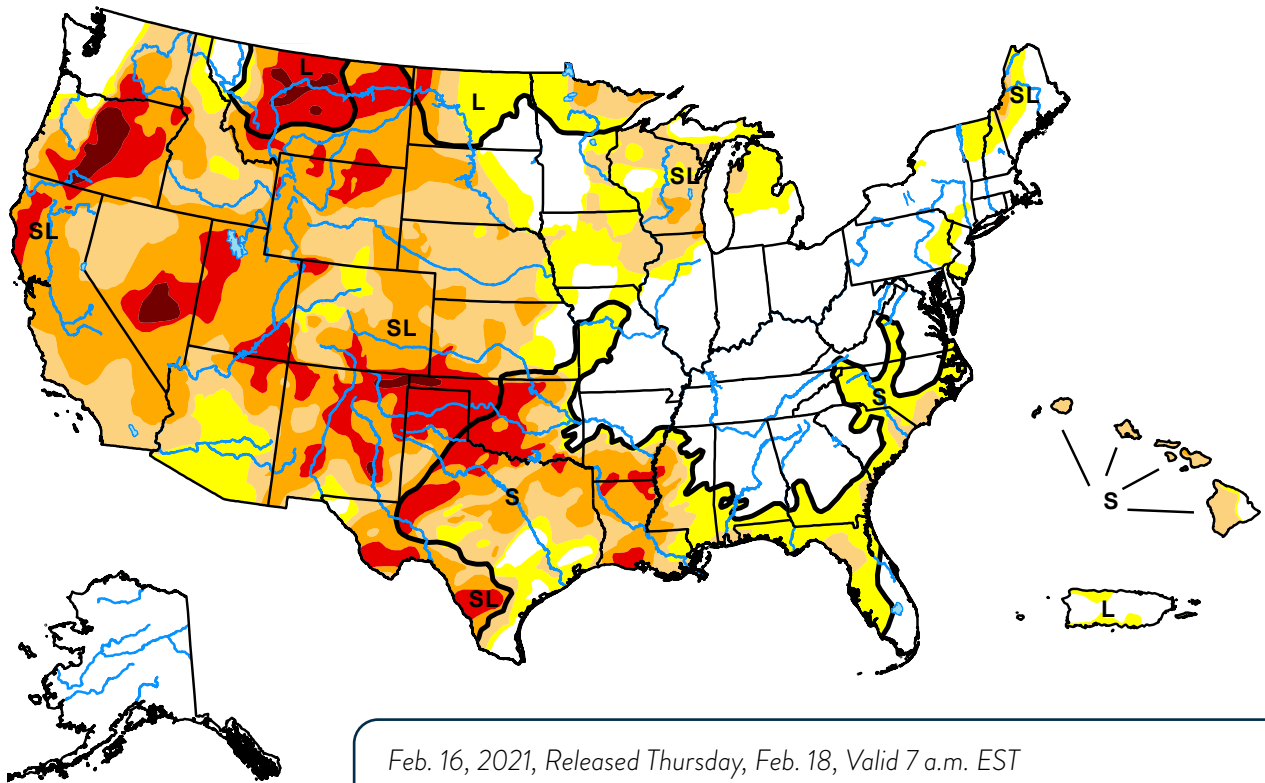 L
L
SL
SL
SL
SL
S
S
S
SL
L
Feb. 16, 2021, Released Thursday, Feb. 18, Valid 7 a.m. EST